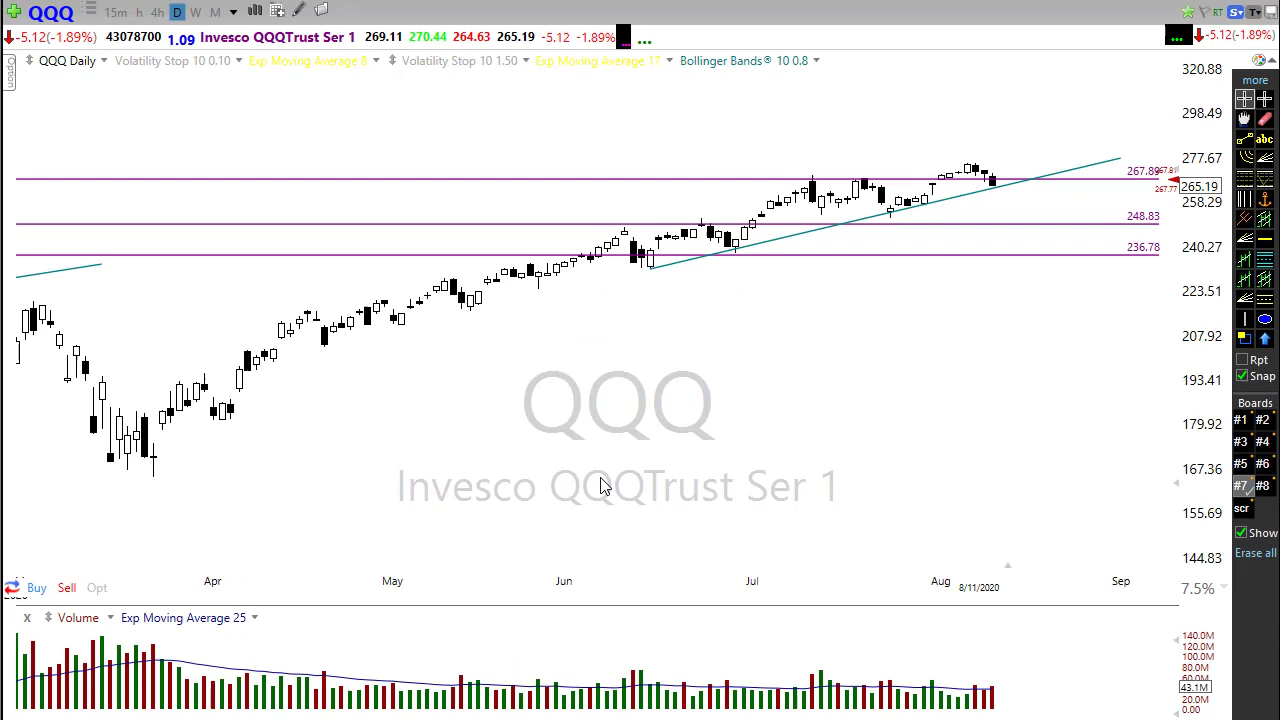 QQQ 15m h 4h D W M RT S T
-5.12(-1.89%) 43078700 1.09 Invesco QQQTrust Ser 1 269.11 270.44 264.63 265.19 -5.12 -1.89% ... ... -5.12(-1.89%)
Option
QQQ Daily Volatility Stop 10 0.10 Exp Moving Average 8 Volatility Stop 10 1.50 Exp Moving Average 17 Bollinger Bands® 10 0.8
320.88
more
298.49
abc
277.67
267.89
267.81
265.19
267.77
258.29
248.83
240.27
236.78
223.51
207.92
Rpt
Snap
193.41
QQQ
Boards
#1 #2
179.92
#3 #4
167.36
#5 #6
Invesco QQQTrust Ser 1
#7 #8
155.69
scr
Show
144.83
Erase all
Apr May Jun Jul Aug Sep
8/11/2020
Buy Sell Opt
7.5%
x Volume Exp Moving Average 25
140.0M
120.0M
100.0M
80.0M
60.0M
43.1M
20.0M
0.00